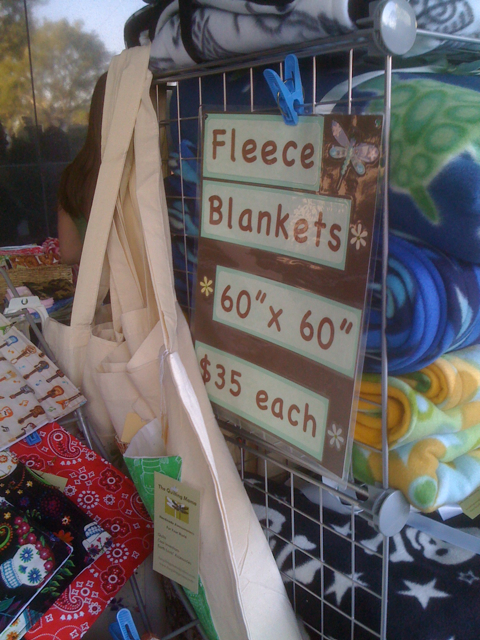 Fleece
Blankets
60" x 60"
$35 each